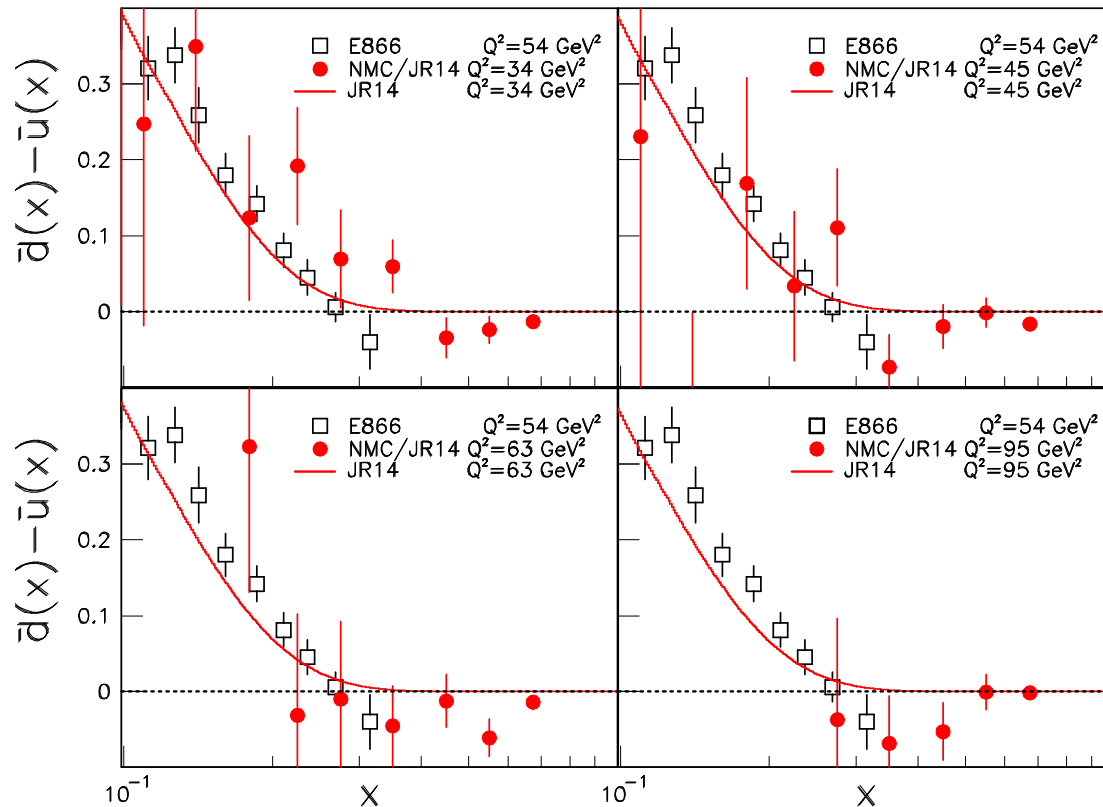 E866 Q²=54 GeV²
NMC/JR14 Q²=34 GeV²
JR14 Q²=34 GeV²
E866 Q²=54 GeV²
NMC/JR14 Q²=45 GeV²
JR14 Q²=45 GeV²
d̄(x)−ū(x)
0.3
0.2
0.1
0
E866 Q²=54 GeV²
NMC/JR14 Q²=63 GeV²
JR14 Q²=63 GeV²
E866 Q²=54 GeV²
NMC/JR14 Q²=95 GeV²
JR14 Q²=95 GeV²
d̄(x)−ū(x)
0.3
0.2
0.1
0
10⁻¹
x
10⁻¹
x